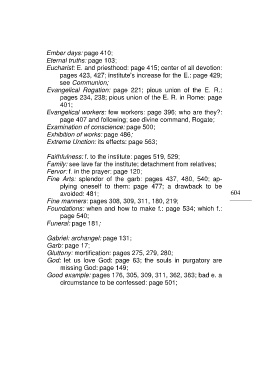 Ember days: page 410;
Eternal truths: page 103;
Eucharist: E. and priesthood: page 415; center of all devotion:
pages 423, 427; institute's increase for the E.: page 429;
see Communion;
Evangelical Rogation: page 221; pious union of the E. R.:
pages 234, 238; pious union of the E. R. in Rome: page
401;
Evangelical workers: few workers: page 396; who are they?:
page 407 and following; see divine command, Rogate;
Examination of conscience: page 500;
Exhibition of works: page 486;
Extreme Unction: its effects: page 563;
Faithfulness: f. to the institute: pages 519, 529,
Family: see lave far the institute; detachment from relatives;
Fervor: f. in the prayer: page 120;
Fine Arts: splendor of the garb: pages 437, 480, 540; ap-
plying oneself to them: page 477; a drawback to be
avoided: 481;
Fine manners: pages 308, 309, 311, 180, 219;
Foundations: when and how to make f.: page 534; which f.:
page 540;
Funeral: page 181;
Gabriel: archangel: page 131;
Garb: page 17:
Gluttony: mortification: pages 275, 279, 280;
God: let us love God: page 63; the souls in purgatory are
missing God: page 149;
Good example: pages 176, 305, 309, 311, 362, 363; bad e. a
circumstance to be confessed: page 501;
604